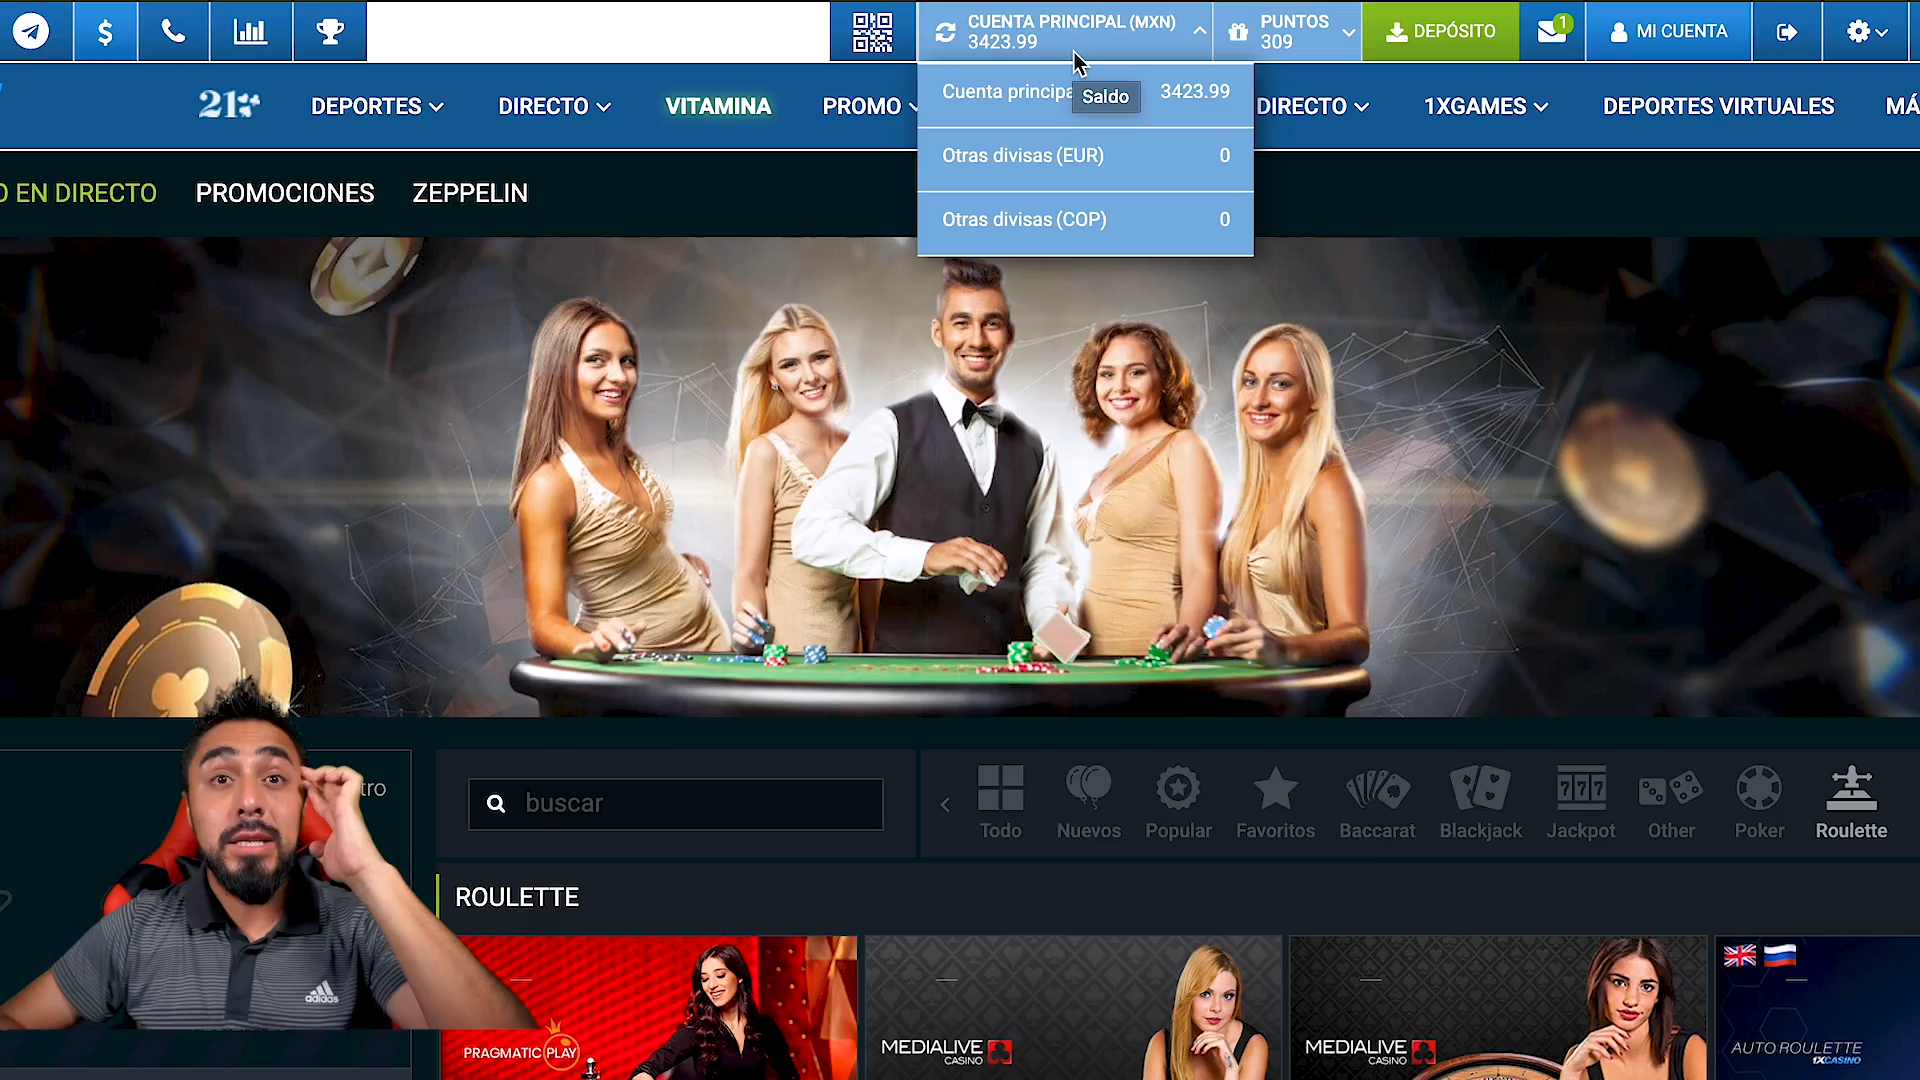 CUENTA PRINCIPAL (MXN)
3423.99
PUNTOS
309
DEPÓSITO
1
MI CUENTA
21
DEPORTES
DIRECTO
VITAMINA
PROMO
DIRECTO
1XGAMES
DEPORTES VIRTUALES
MÁ
Cuenta principa
3423.99
Saldo
Otras divisas (EUR)
0
Otras divisas (COP)
0
O EN DIRECTO
PROMOCIONES
ZEPPELIN
tro
buscar
Todo
Nuevos
Popular
Favoritos
Baccarat
Blackjack
777
Jackpot
Other
Poker
Roulette
ROULETTE
adidas
PRAGMATIC PLAY
MEDIALIVE
CASINO
MEDIALIVE
CASINO
AUTO ROULETTE
1XCASINO